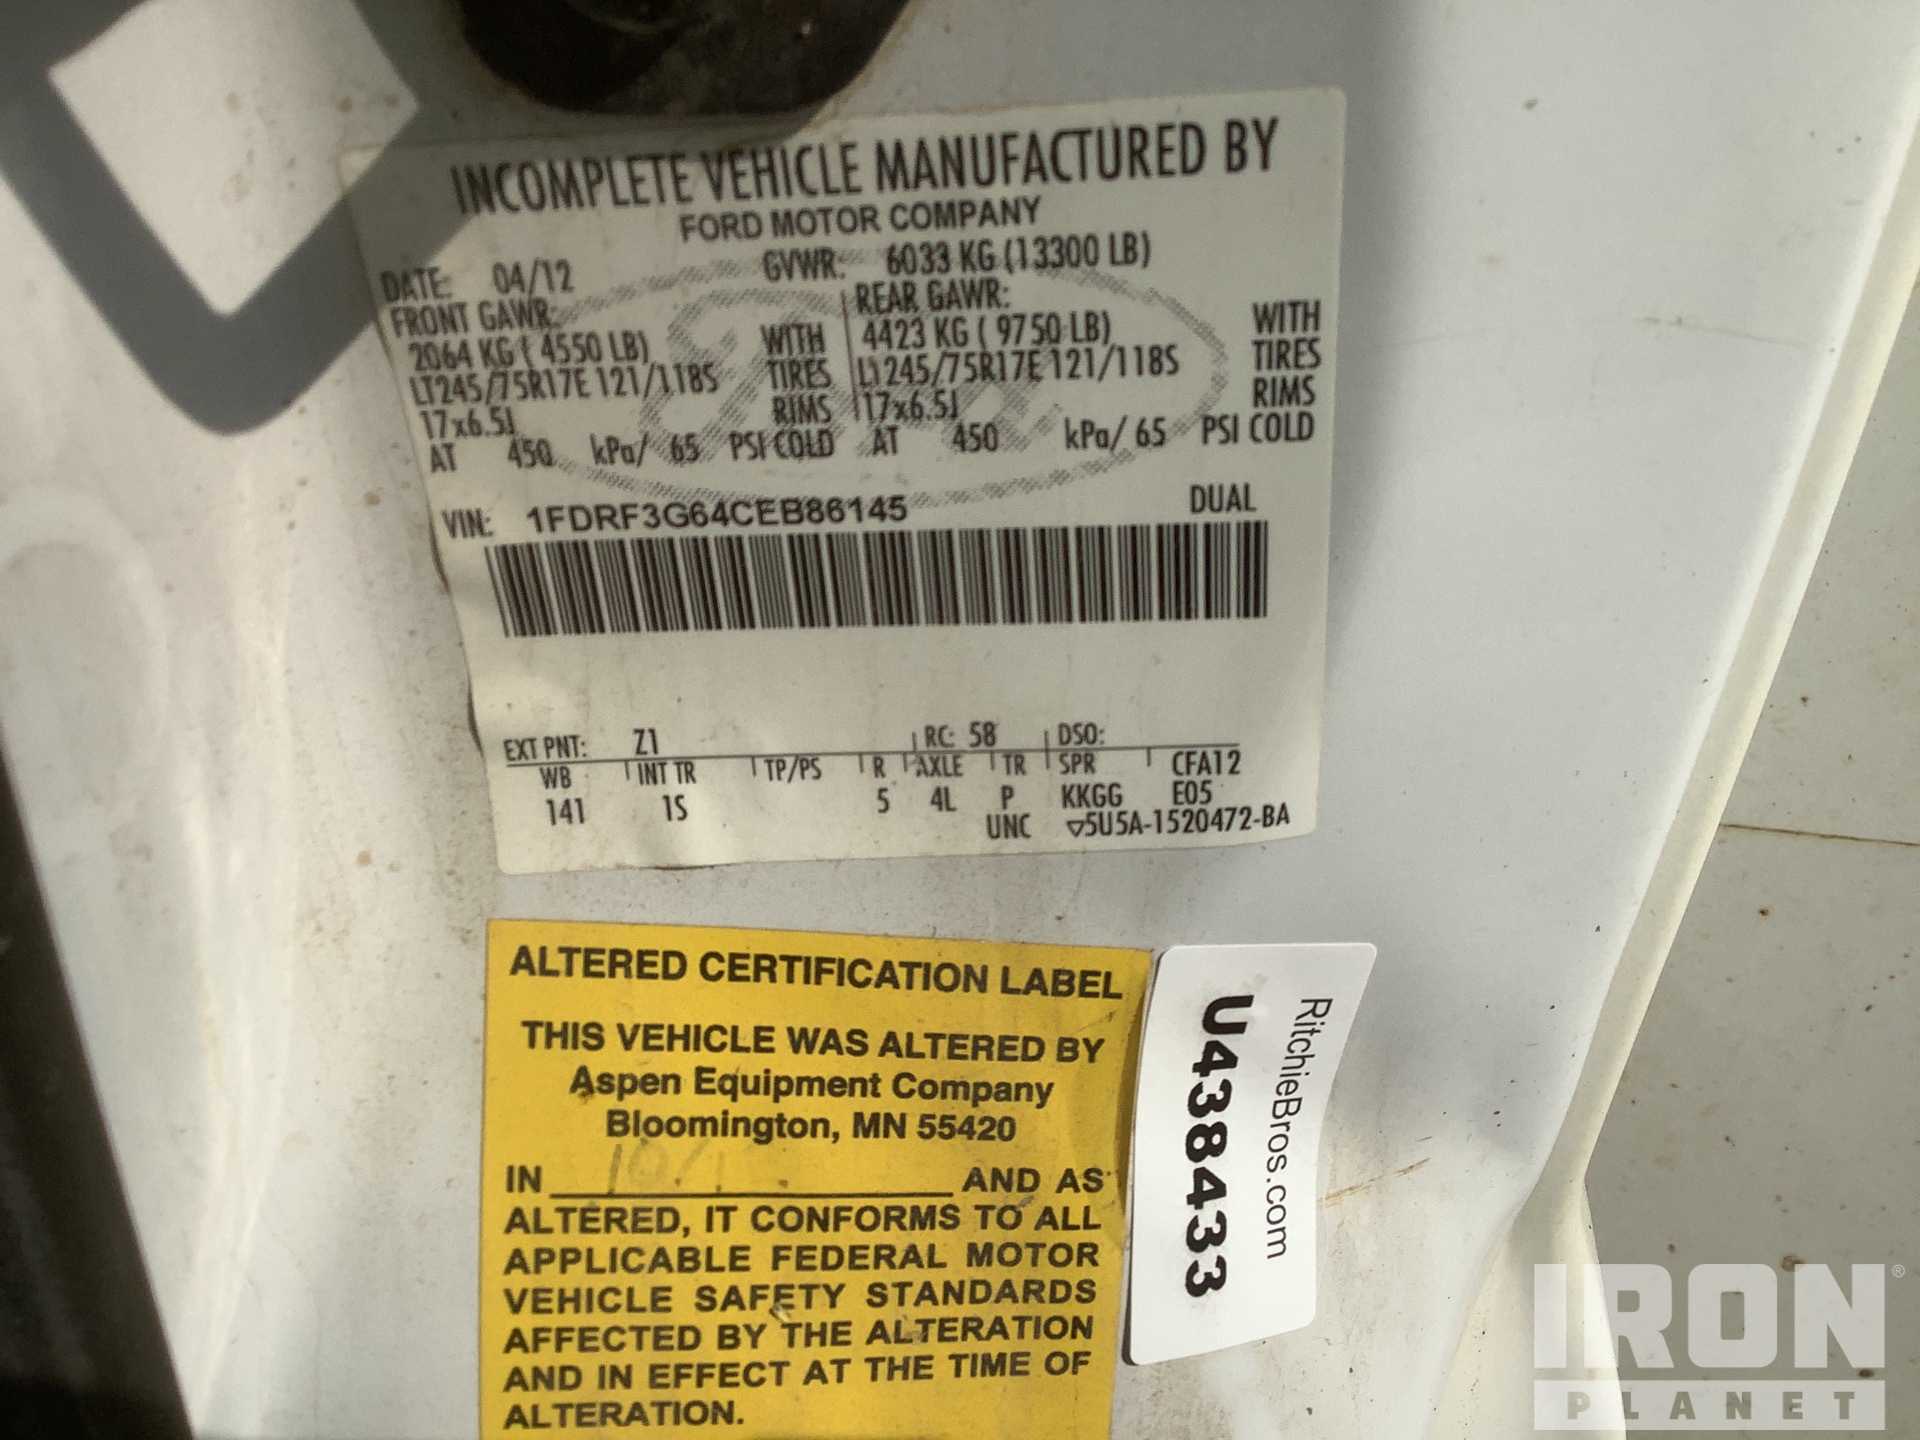 INCOMPLETE VEHICLE MANUFACTURED BY
FORD MOTOR COMPANY
DATE: 04/12 GVWR: 6033 KG (13300 LB)
FRONT GAWR: REAR GAWR:
2064 KG ( 4550 LB) WITH 4423 KG ( 9750 LB) WITH
LT245/75R17E 121/118S TIRES LT245/75R17E 121/118S TIRES
17x6.5J RIMS 17x6.5J RIMS
AT 450 kPa/ 65 PSI COLD AT 450 kPa/ 65 PSI COLD
VIN: 1FDRF3G64CEB86145 DUAL
EXT PNT: Z1 RC: 58 DSO:
WB INT TR TP/PS R AXLE TR SPR CFA12
141 1S 5 4L P KKGG E05
UNC ▽5U5A-1520472-BA
ALTERED CERTIFICATION LABEL
THIS VEHICLE WAS ALTERED BY
Aspen Equipment Company
Bloomington, MN 55420
IN AND AS
ALTERED, IT CONFORMS TO ALL
APPLICABLE FEDERAL MOTOR
VEHICLE SAFETY STANDARDS
AFFECTED BY THE ALTERATION
AND IN EFFECT AT THE TIME OF
ALTERATION.
RitchieBros.com
U438433
IRON ®
PLANET